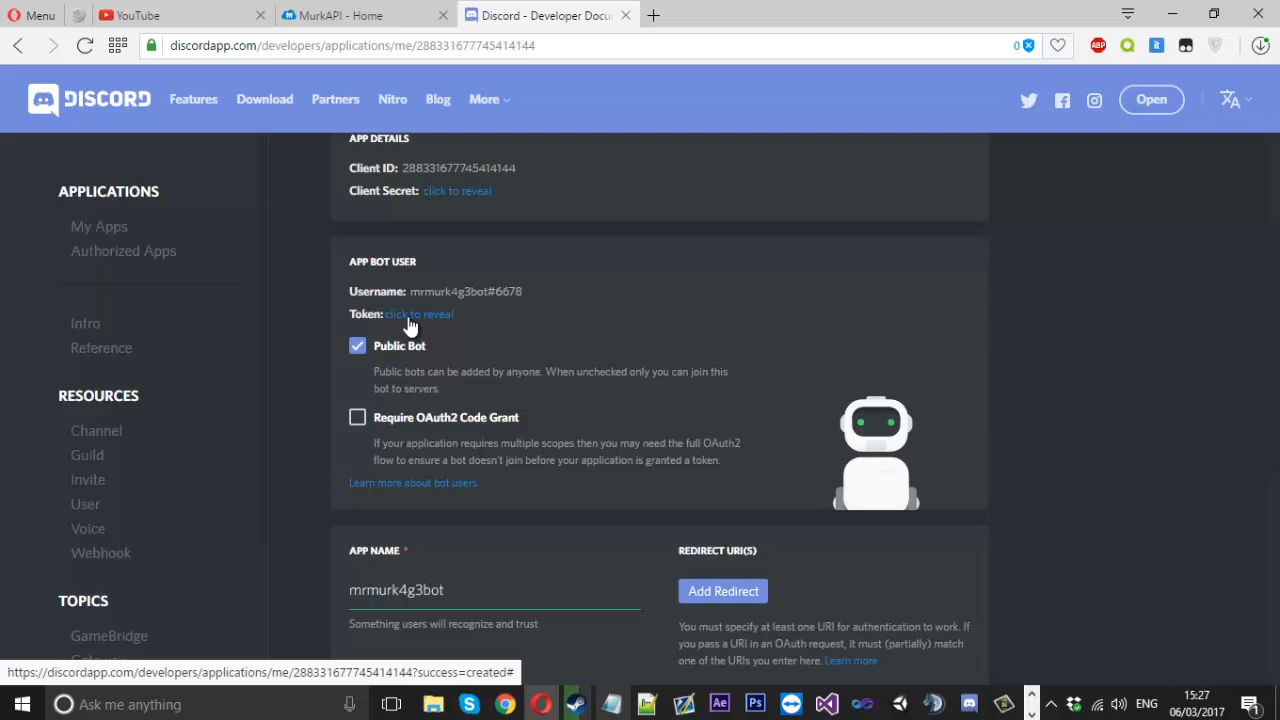 Menu
YouTube
MurkAPI - Home
Discord - Developer Docu
discordapp.com/developers/applications/me/288331677745414144
0
ABP
DISCORD
Features
Download
Partners
Nitro
Blog
More
Open
APPLICATIONS
My Apps
Authorized Apps
Intro
Reference
RESOURCES
Channel
Guild
Invite
User
Voice
Webhook
TOPICS
GameBridge
APP DETAILS
Client ID: 288331677745414144
Client Secret: click to reveal
APP BOT USER
Username: mrmurk4g3bot#6678
Token: click to reveal
Public Bot
Public bots can be added by anyone. When unchecked only you can join this
bot to servers.
Require OAuth2 Code Grant
If your application requires multiple scopes then you may need the full OAuth2
flow to ensure a bot doesn't join before your application is granted a token.
Learn more about bot users.
APP NAME *
mrmurk4g3bot
Something users will recognize and trust
REDIRECT URI(S)
Add Redirect
You must specify at least one URI for authentication to work. If
you pass a URI in an OAuth request, it must (partially) match
one of the URIs you enter here. Learn more
https://discordapp.com/developers/applications/me/288331677745414144?success=created#
Ask me anything
Ae
Ps
ENG
15:27
06/03/2017
1